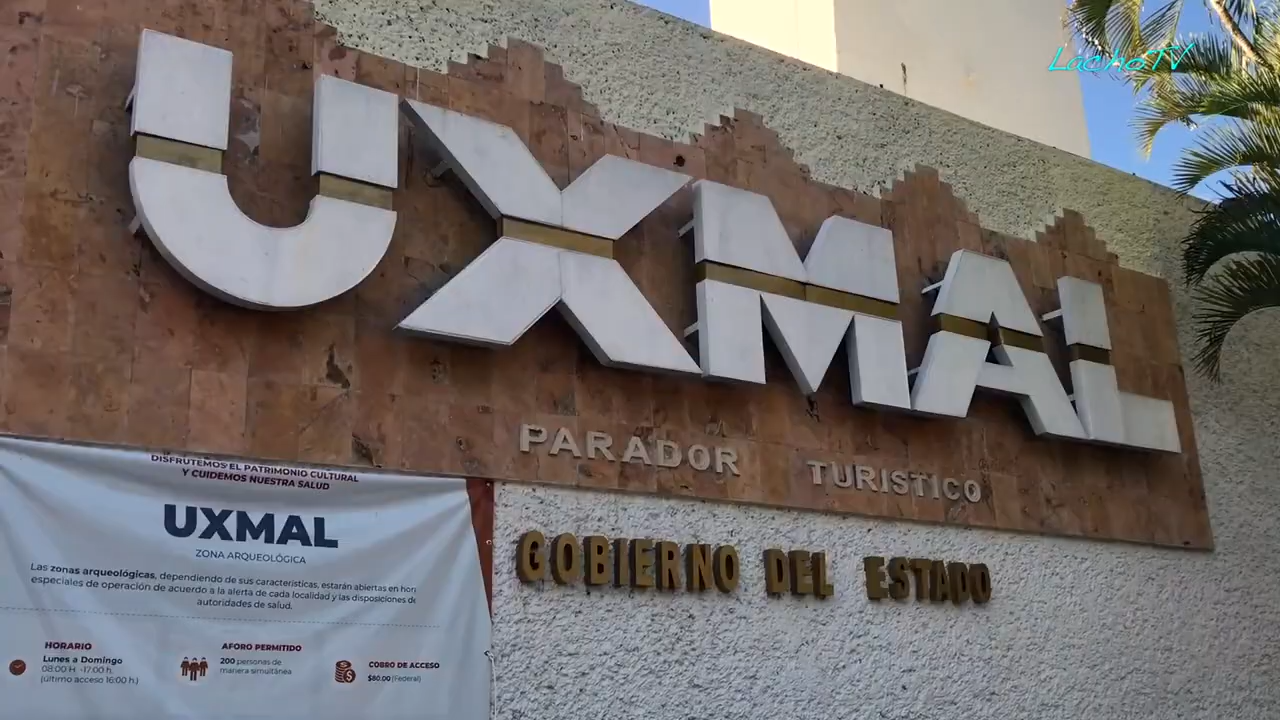 LachoTV
UXMAL
PARADOR TURISTICO
GOBIERNO DEL ESTADO
DISFRUTEMOS EL PATRIMONIO CULTURAL
Y CUIDEMOS NUESTRA SALUD
UXMAL
ZONA ARQUEOLÓGICA
Las zonas arqueológicas, dependiendo de sus características, estarán abiertas en
especiales de operación de acuerdo a la alerta de cada localidad y las disposiciones
autoridades de salud.
HORARIO
Lunes a Domingo
08:00 H. -17:00 h.
(último acceso 16:00 h.)
AFORO PERMITIDO
200 personas de
manera simultánea
COBRO DE ACCESO
$80.00 (Federal)